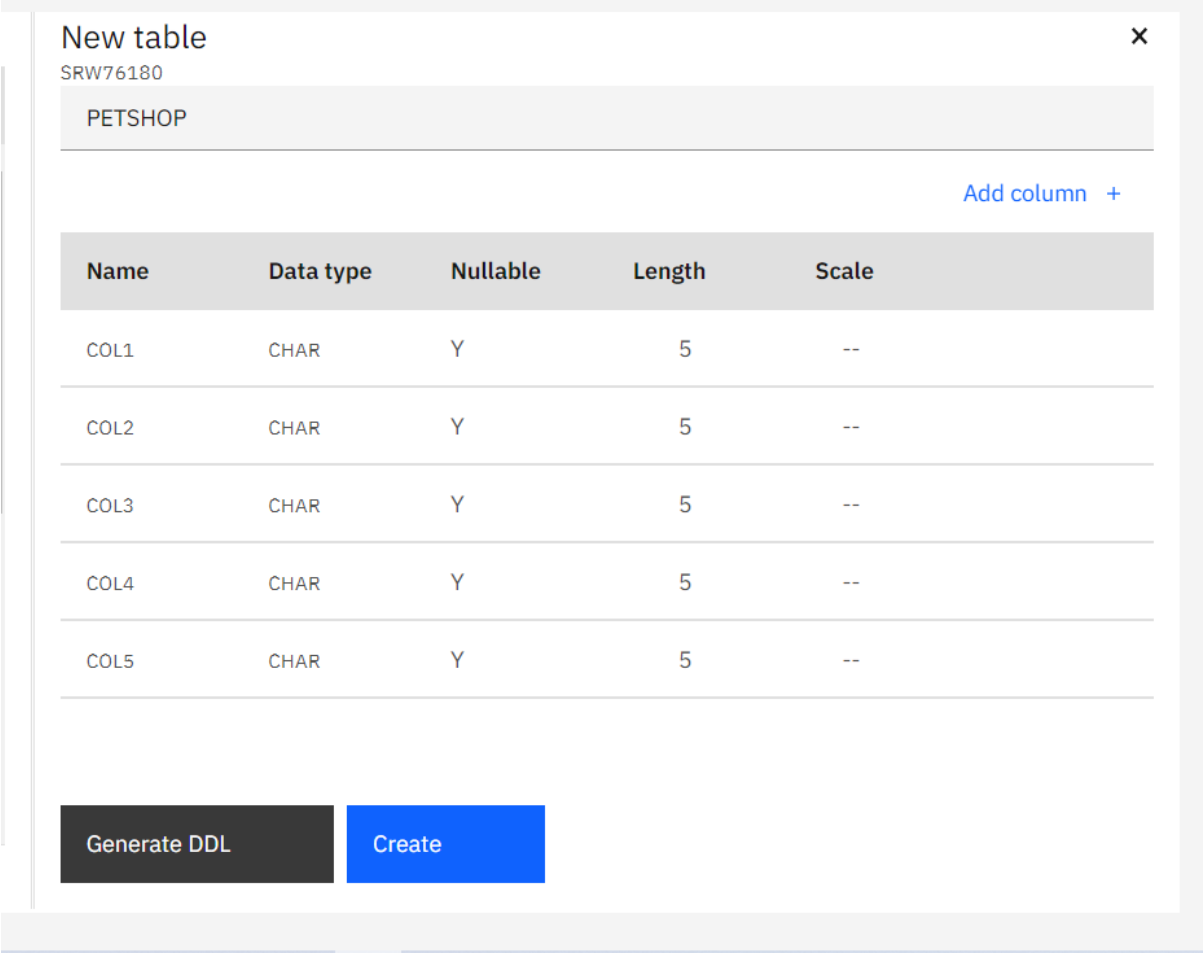 New table ×
SRW76180
PETSHOP
Add column +
Name Data type Nullable Length Scale
COL1 CHAR Y 5 --
COL2 CHAR Y 5 --
COL3 CHAR Y 5 --
COL4 CHAR Y 5 --
COL5 CHAR Y 5 --
Generate DDL Create